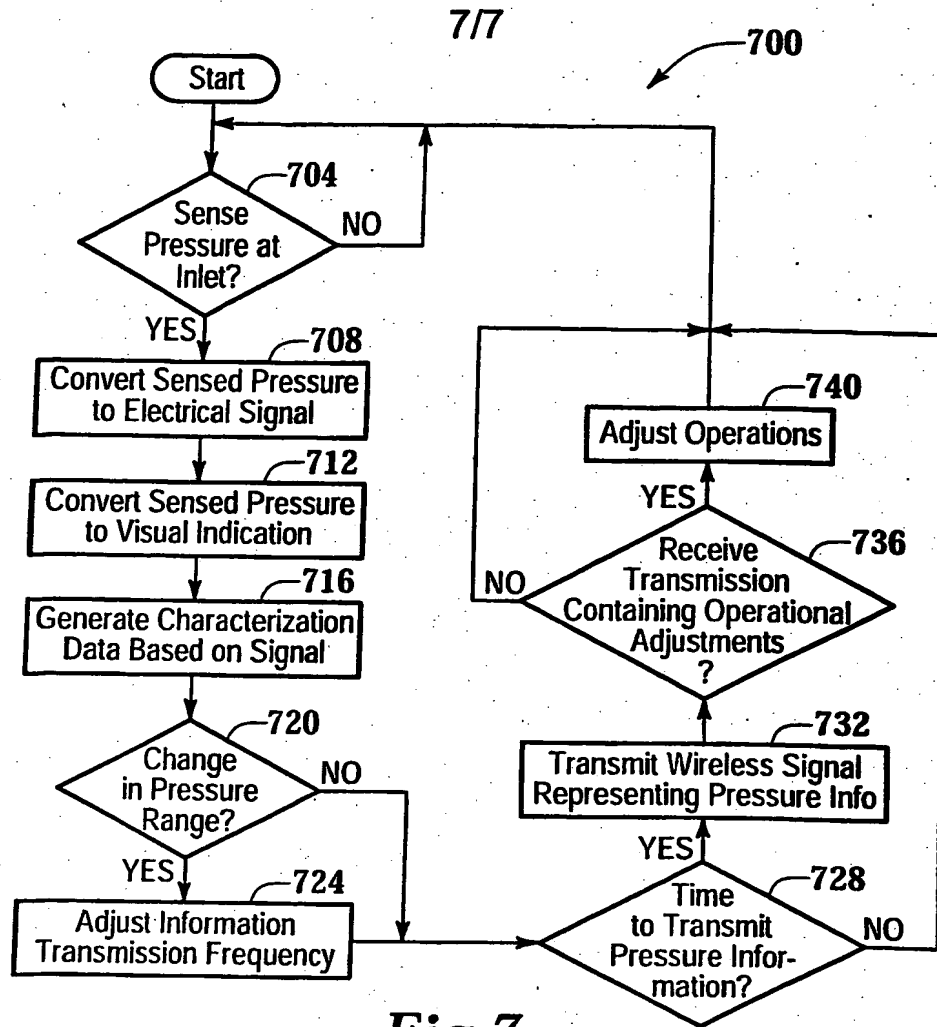 7/7
700
Start
704
Sense
Pressure at
Inlet?
NO
YES
708
Convert Sensed Pressure
to Electrical Signal
712
Convert Sensed Pressure
to Visual Indication
716
Generate Characterization
Data Based on Signal
720
Change
in Pressure
Range?
NO
YES
724
Adjust Information
Transmission Frequency
728
Time
to Transmit
Pressure Infor-
mation?
NO
YES
732
Transmit Wireless Signal
Representing Pressure Info
736
Receive
Transmission
Containing Operational
Adjustments
?
NO
YES
740
Adjust Operations
Fig. 7